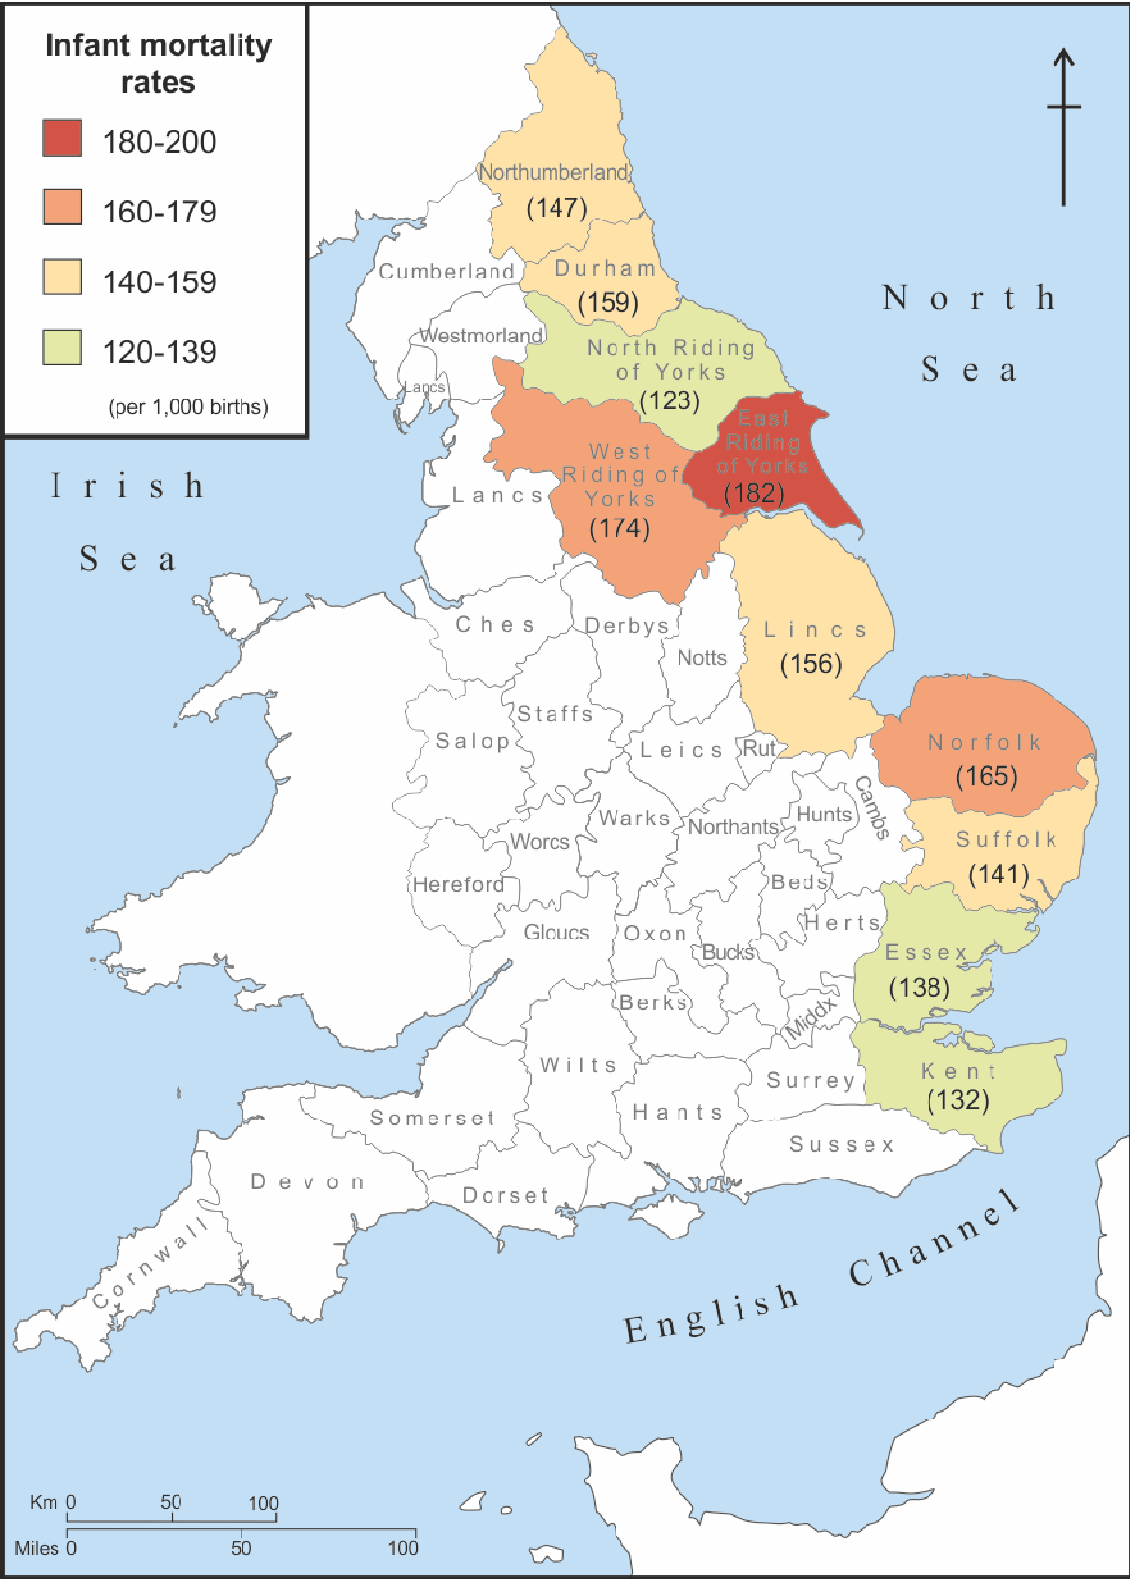 Infant mortality
rates
180-200
160-179
140-159
120-139
(per 1,000 births)
Northumberland
(147)
Cumberland
Durham
(159)
North
Sea
Westmorland
North Riding
of Yorks
(123)
Lancs
East
Riding
of Yorks
(182)
West
Riding of
Yorks
(174)
Irish
Sea
Lancs
Ches
Derbys
Notts
Lincs
(156)
Staffs
Salop
Leics
Rut
Norfolk
(165)
Cambs
Hunts
Warks
Northants
Worcs
Suffolk
(141)
Hereford
Beds
Herts
Gloucs
Oxon
Bucks
Essex
(138)
Berks
Middx
Wilts
Surrey
Kent
(132)
Hants
Somerset
Sussex
Devon
Dorset
Cornwall
English Channel
Km 0 50 100
Miles 0 50 100